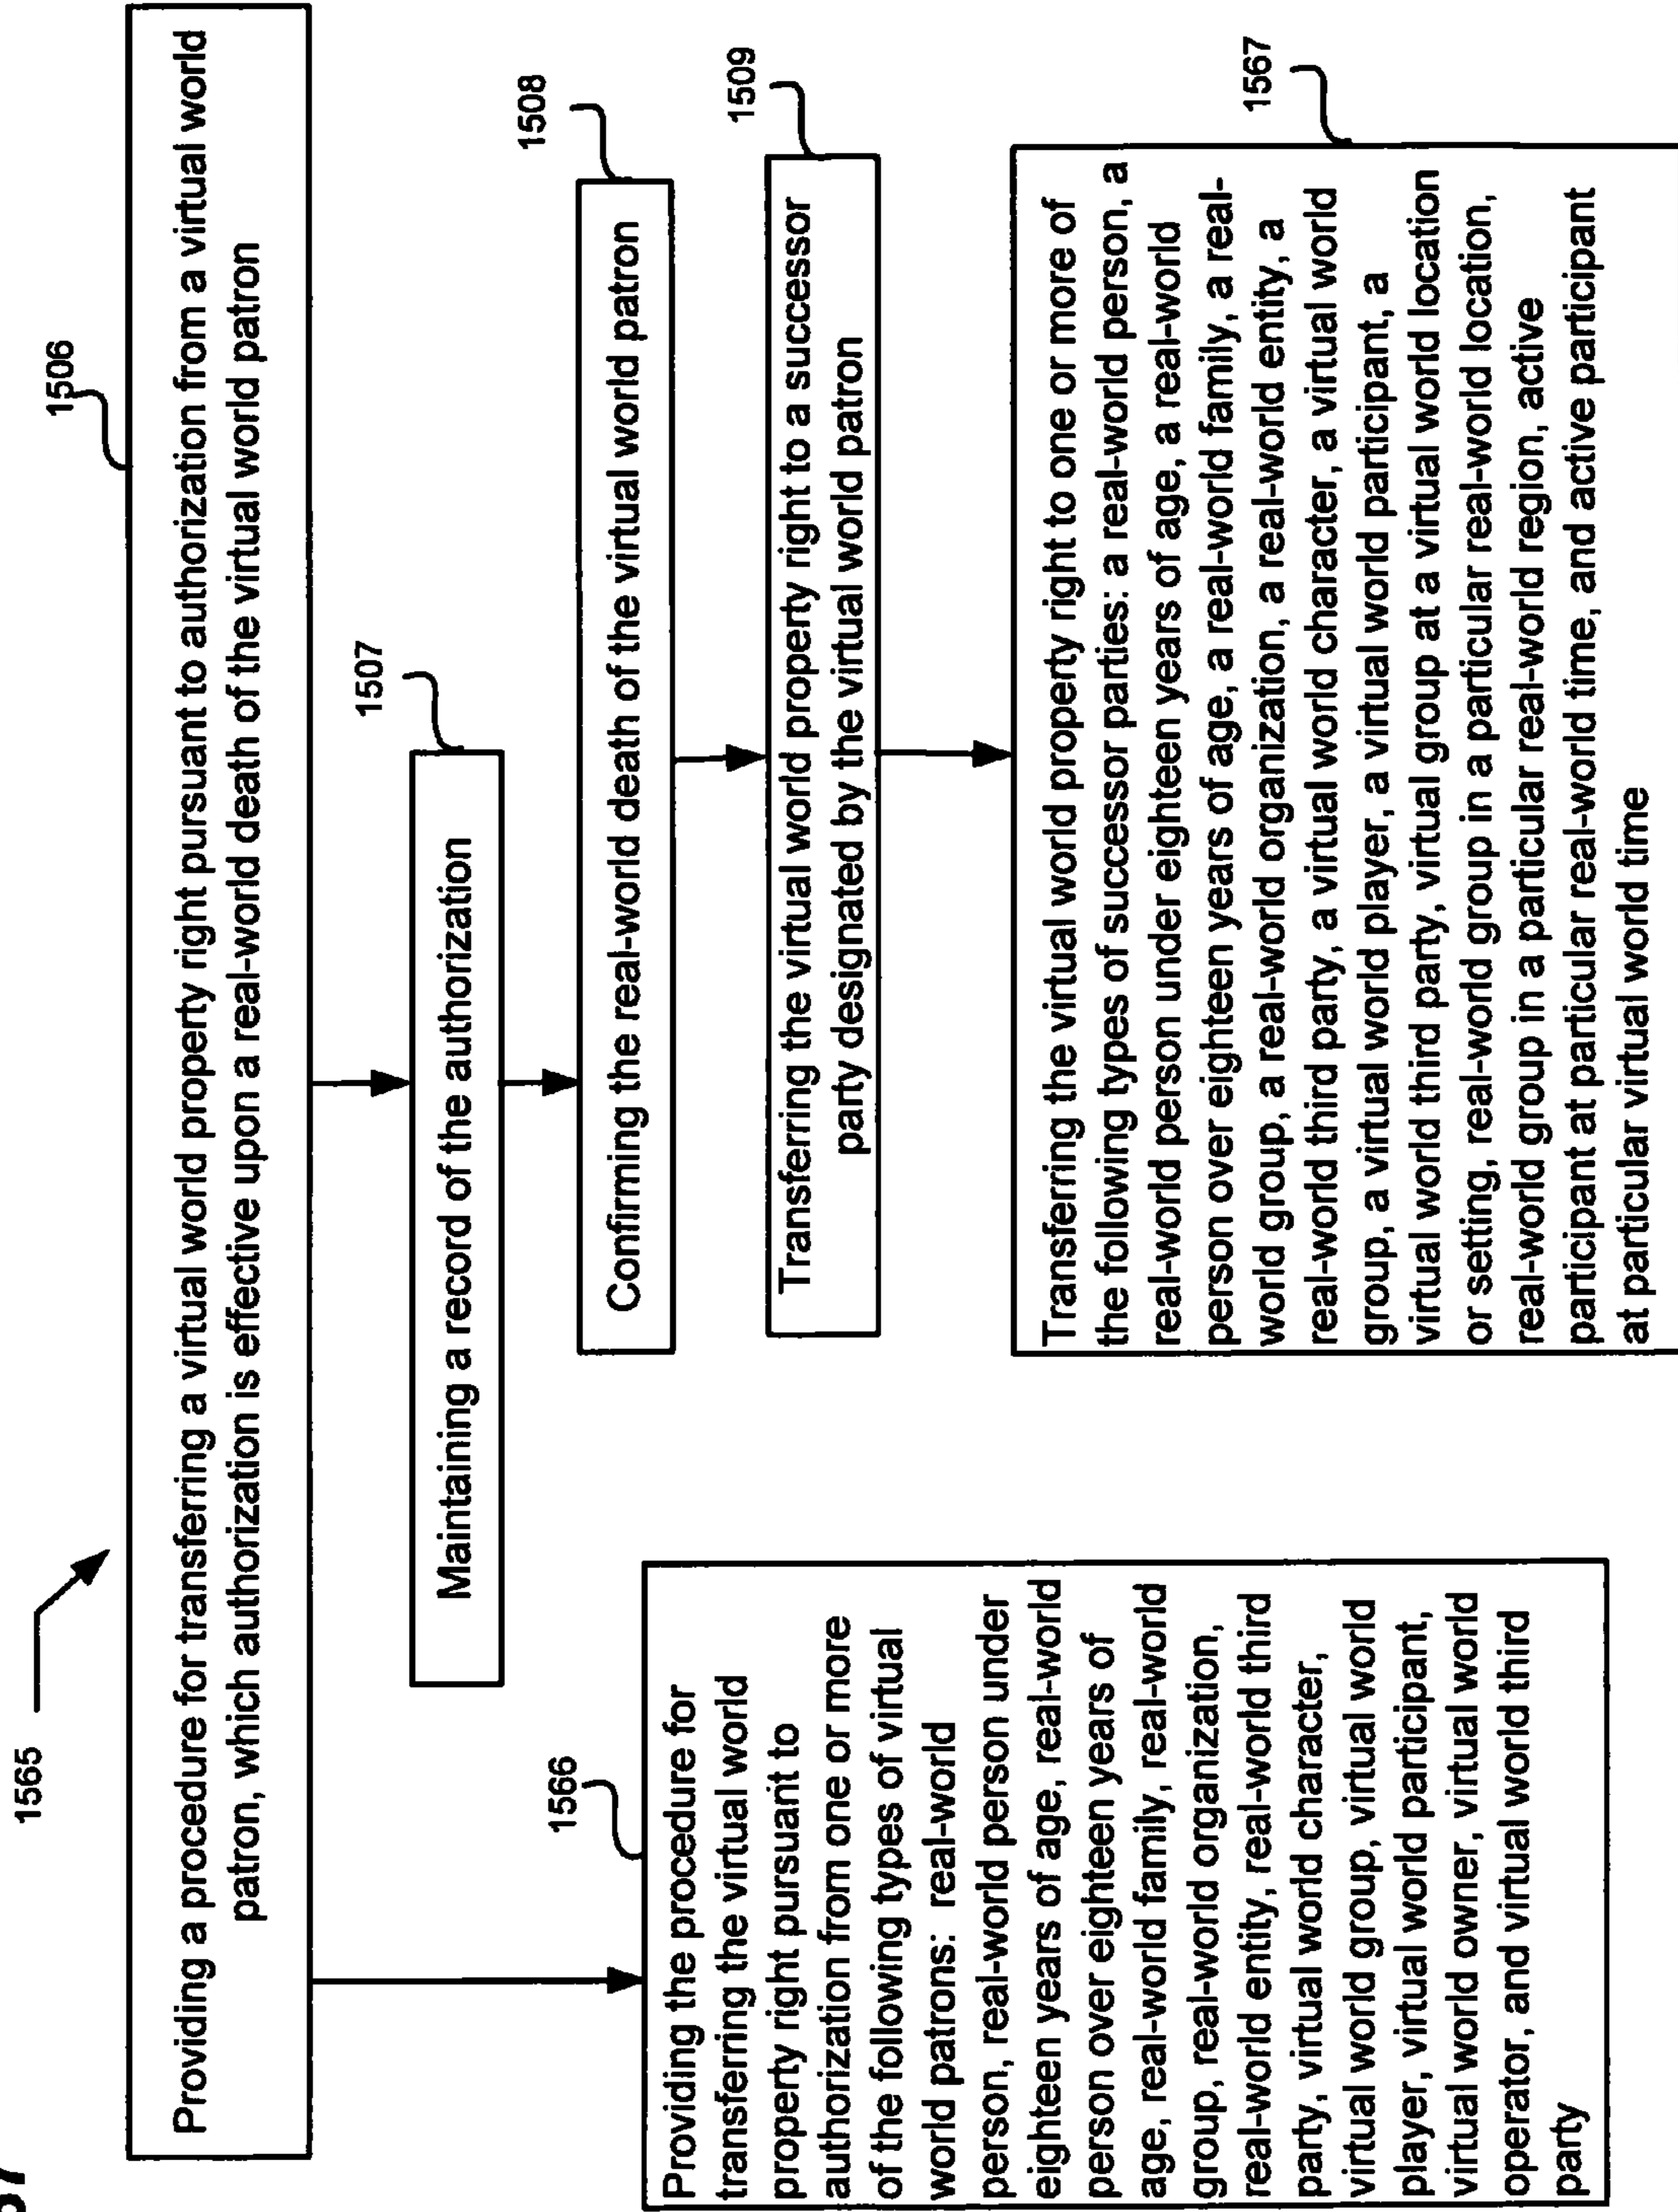 1565
1506
Providing a procedure for transferring a virtual world property right pursuant to authorization from a virtual world
patron, which authorization is effective upon a real-world death of the virtual world patron
1507
Maintaining a record of the authorization
1508
Confirming the real-world death of the virtual world patron
1509
Transferring the virtual world property right to a successor
party designated by the virtual world patron
1566
Providing the procedure for
transferring the virtual world
property right pursuant to
authorization from one or more
of the following types of virtual
world patrons: real-world
person, real-world person under
eighteen years of age, real-world
person over eighteen years of
age, real-world family, real-world
group, real-world organization,
real-world entity, real-world third
party, virtual world character,
virtual world group, virtual world
player, virtual world participant,
virtual world owner, virtual world
operator, and virtual world third
party
1567
Transferring the virtual world property right to one or more of
the following types of successor parties: a real-world person, a
real-world person under eighteen years of age, a real-world
person over eighteen years of age, a real-world family, a real-
world group, a real-world organization, a real-world entity, a
real-world third party, a virtual world character, a virtual world
group, a virtual world player, a virtual world participant, a
virtual world third party, virtual group at a virtual world location
or setting, real-world group in a particular real-world location,
real-world group in a particular real-world region, active
participant at particular real-world time, and active participant
at particular virtual world time